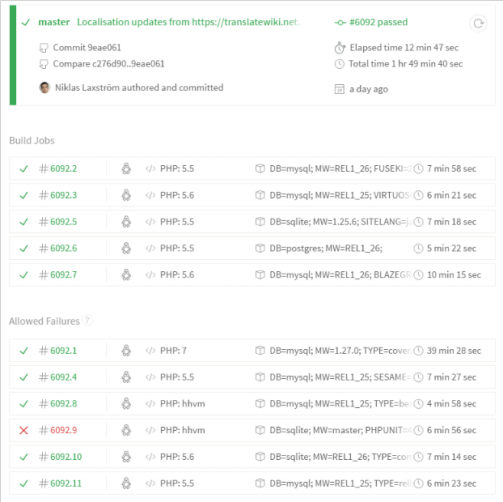 master Localisation updates from https://translatewiki.net.
#6092 passed
Commit 9eae061
Elapsed time 12 min 47 sec
Compare c276d90..9eae061
Total time 1 hr 49 min 40 sec
Niklas Laxström authored and committed
a day ago
Build Jobs
# 6092.2 </> PHP: 5.5 DB=mysql; MW=REL1_26; FUSEKI= 7 min 58 sec
# 6092.3 </> PHP: 5.6 DB=mysql; MW=REL1_25; VIRTUOS 6 min 21 sec
# 6092.5 </> PHP: 5.5 DB=sqlite; MW=1.25.6; SITELANG= 7 min 18 sec
# 6092.6 </> PHP: 5.5 DB=postgres; MW=REL1_26; 5 min 22 sec
# 6092.7 </> PHP: 5.6 DB=mysql; MW=REL1_26; BLAZEGR 10 min 15 sec
Allowed Failures ?
# 6092.1 </> PHP: 7 DB=mysql; MW=1.27.0; TYPE=cover 39 min 28 sec
# 6092.4 </> PHP: 5.5 DB=mysql; MW=REL1_25; SESAME= 7 min 27 sec
# 6092.8 </> PHP: hhvm DB=mysql; MW=REL1_25; TYPE=be 4 min 58 sec
# 6092.9 </> PHP: hhvm DB=sqlite; MW=master; PHPUNIT= 6 min 56 sec
# 6092.10 </> PHP: 5.6 DB=sqlite; MW=REL1_26; TYPE=co 7 min 14 sec
# 6092.11 </> PHP: 5.5 DB=mysql; MW=REL1_25; TYPE=rel 6 min 23 sec